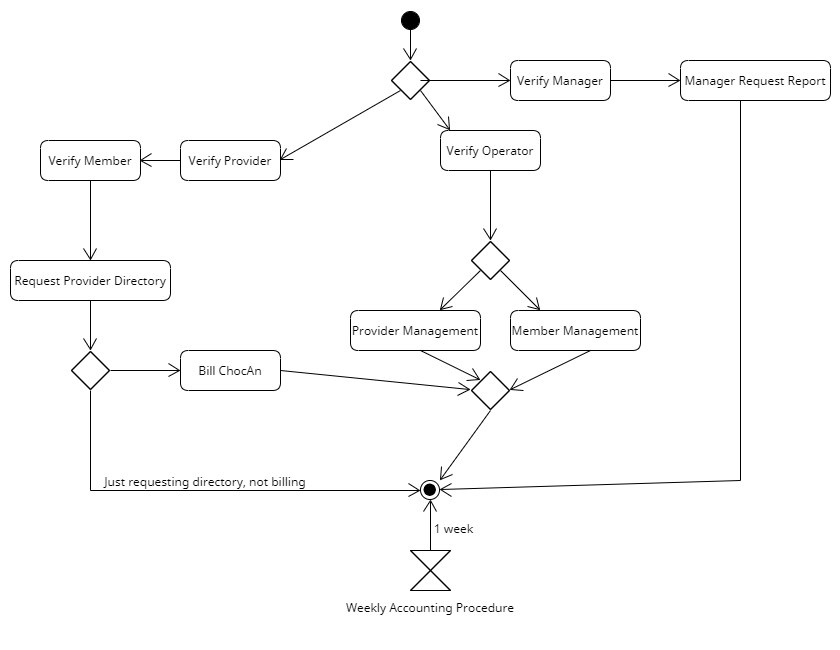 Verify Manager
Manager Request Report
Verify Operator
Verify Member
Verify Provider
Request Provider Directory
Provider Management
Member Management
Bill ChocAn
Just requesting directory, not billing
1 week
Weekly Accounting Procedure